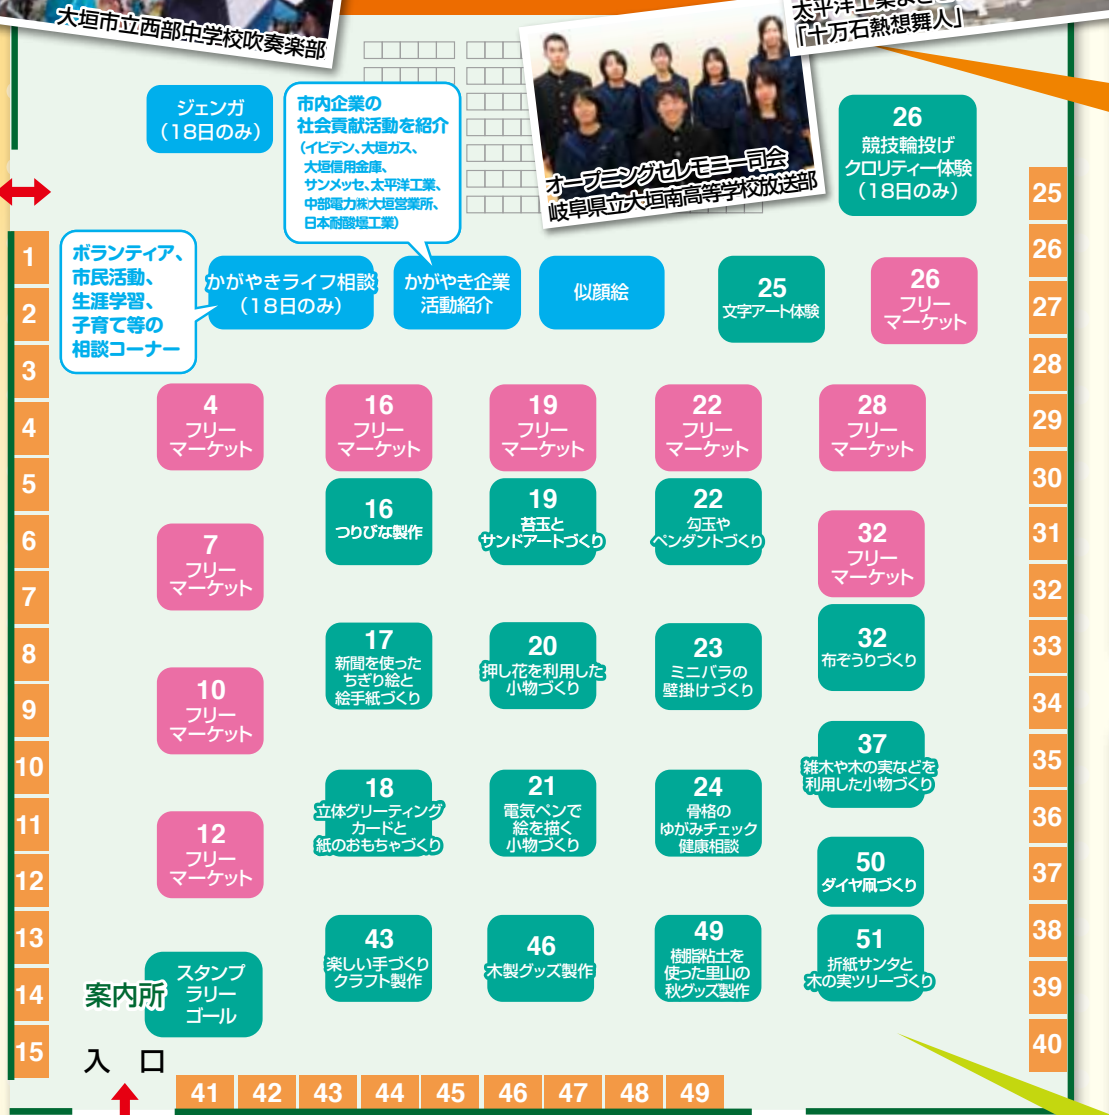 大垣市立西部中学校吹奏楽部
「十万石熱想舞人」
オープニングセレモニー司会
岐阜県立大垣南高等学校放送部
ジェンガ
(18日のみ)
市内企業の
社会貢献活動を紹介
(イビデン、大垣ガス、
大垣信用金庫、
サンメッセ、太平洋工業、
中部電力㈱大垣営業所、
日本耐酸壜工業)
26
競技輪投げ
クロリティー体験
(18日のみ)
ボランティア、
市民活動、
生涯学習、
子育て等の
相談コーナー
かがやきライフ相談
(18日のみ)
かがやき企業
活動紹介
似顔絵
25
文字アート体験
26
フリー
マーケット
4
フリー
マーケット
16
フリー
マーケット
19
フリー
マーケット
22
フリー
マーケット
28
フリー
マーケット
16
つりびな製作
19
苔玉と
サンドアートづくり
22
勾玉や
ペンダントづくり
7
フリー
マーケット
32
フリー
マーケット
17
新聞を使った
ちぎり絵と
絵手紙づくり
20
押し花を利用した
小物づくり
23
ミニバラの
壁掛けづくり
32
布ぞうりづくり
10
フリー
マーケット
37
雑木や木の実などを
利用した小物づくり
18
立体グリーティング
カードと
紙のおもちゃづくり
21
電気ペンで
絵を描く
小物づくり
24
骨格の
ゆがみチェック
健康相談
12
フリー
マーケット
50
ダイヤ凧づくり
43
楽しい手づくり
クラフト製作
46
木製グッズ製作
49
樹脂粘土を
使った里山の
秋グッズ製作
51
折紙サンタと
木の実ツリーづくり
スタンプ
ラリー
ゴール
案内所
入 口
1
2
3
4
5
6
7
8
9
10
11
12
13
14
15
25
26
27
28
29
30
31
32
33
34
35
36
37
38
39
40
41 42 43 44 45 46 47 48 49